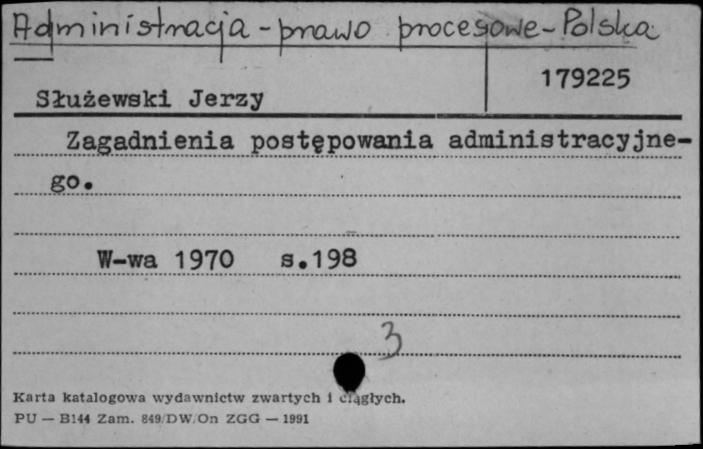 Administracja - prawo procesowe - Polska
179225
Służewski Jerzy
Zagadnienia postępowania administracyjne-
go.
W-wa 1970 s.198
3
Karta katalogowa wydawnictw zwartych i ciągłych.
PU — B144 Zam. 849/DW/On ZGG — 1991